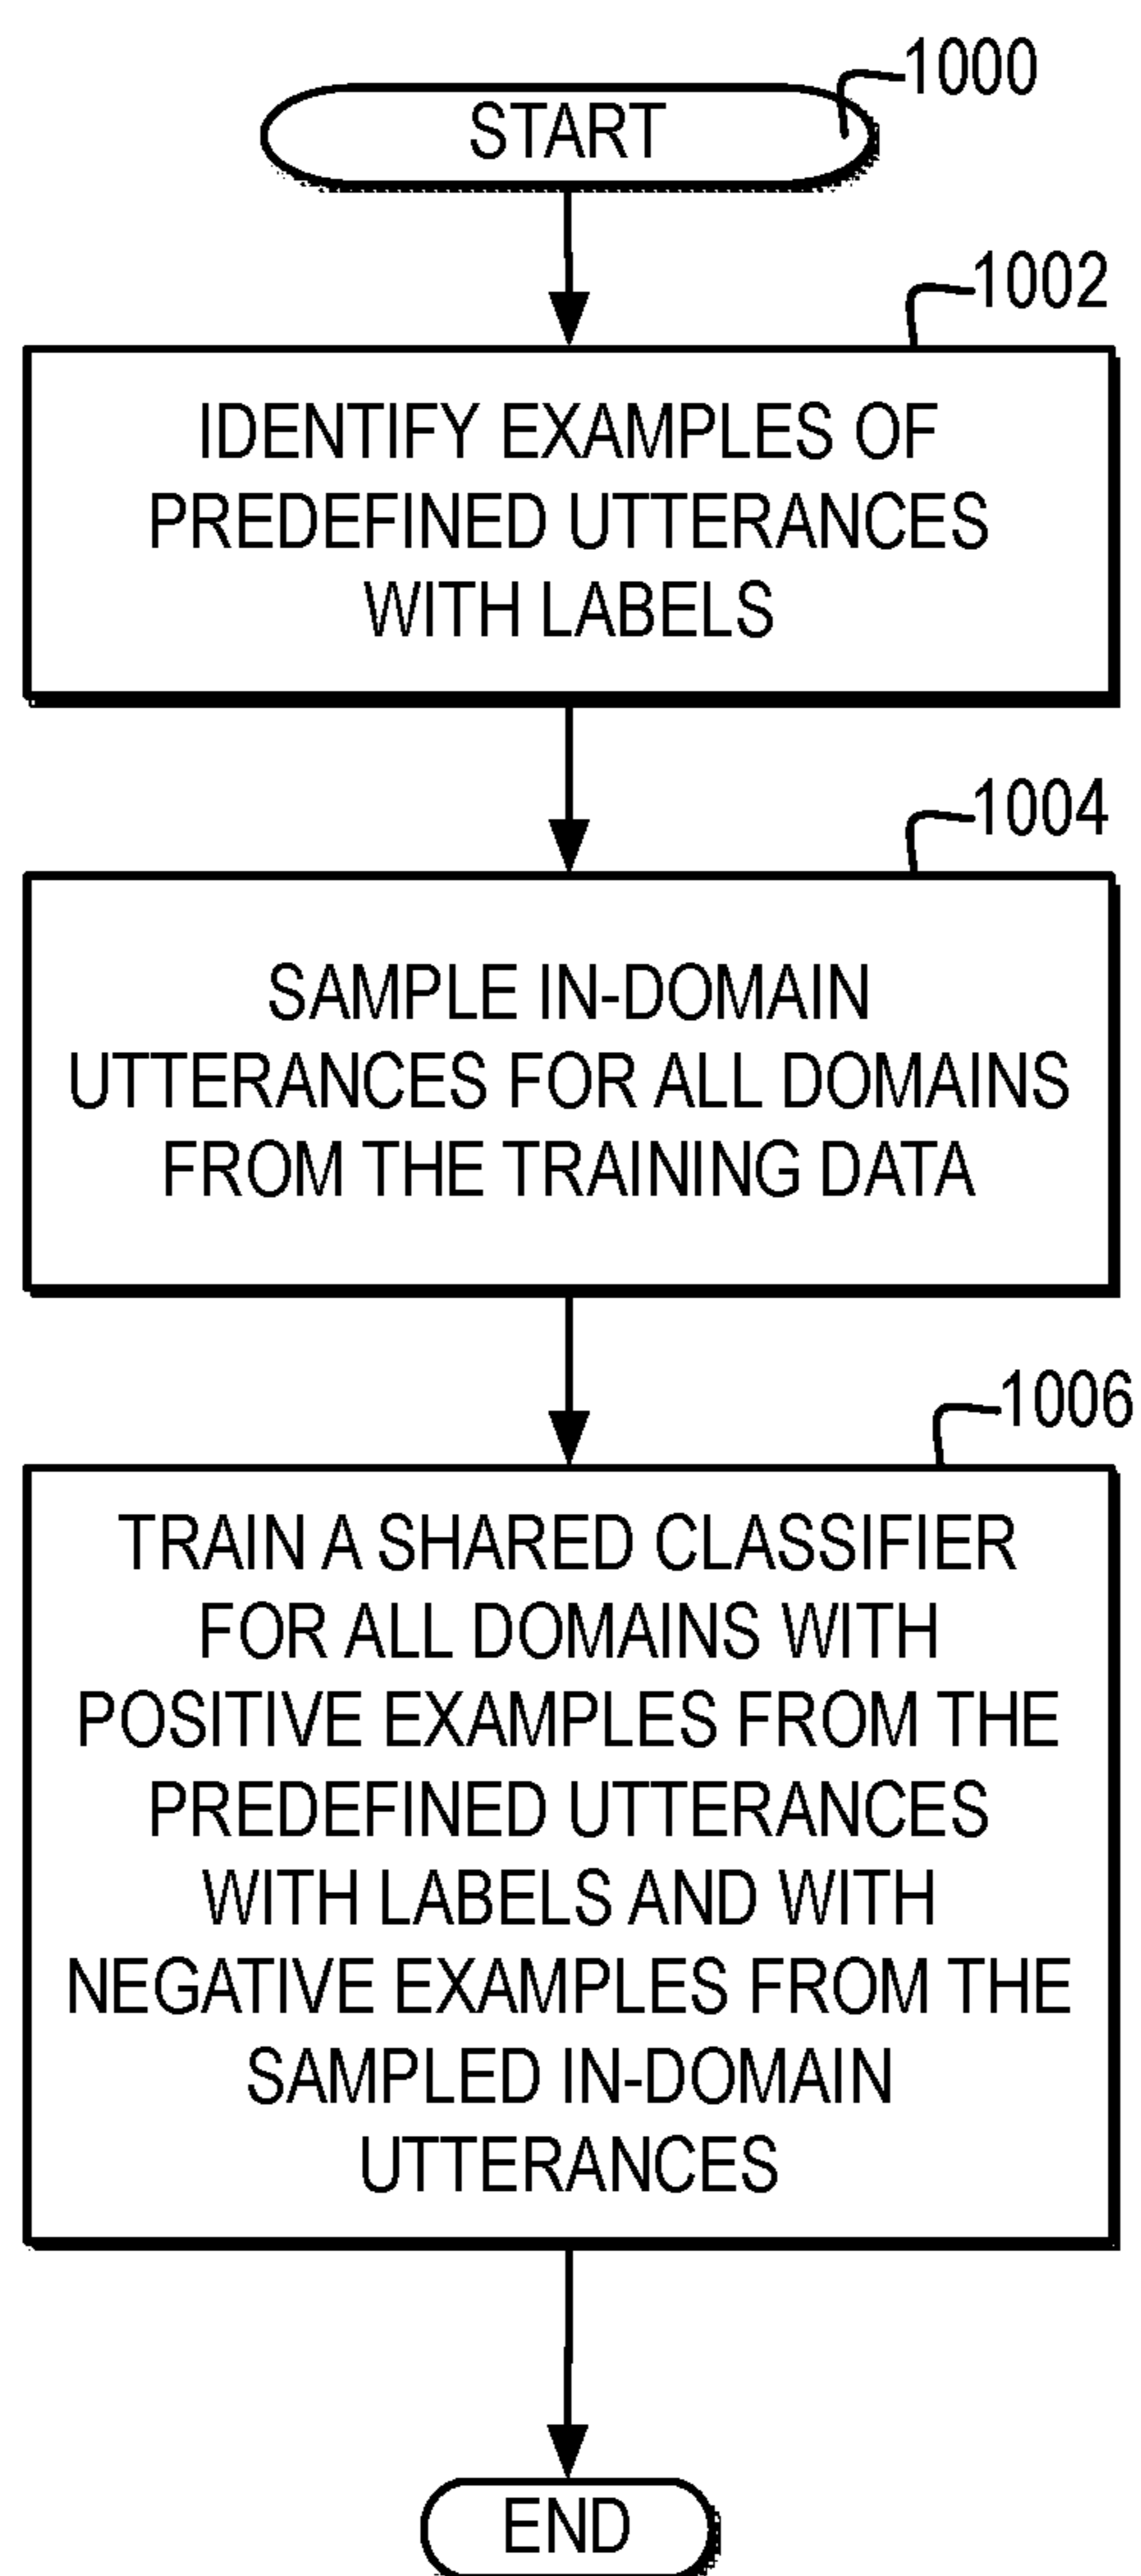 1000
START
1002
IDENTIFY EXAMPLES OF
PREDEFINED UTTERANCES
WITH LABELS
1004
SAMPLE IN-DOMAIN
UTTERANCES FOR ALL DOMAINS
FROM THE TRAINING DATA
1006
TRAIN A SHARED CLASSIFIER
FOR ALL DOMAINS WITH
POSITIVE EXAMPLES FROM THE
PREDEFINED UTTERANCES
WITH LABELS AND WITH
NEGATIVE EXAMPLES FROM THE
SAMPLED IN-DOMAIN
UTTERANCES
END